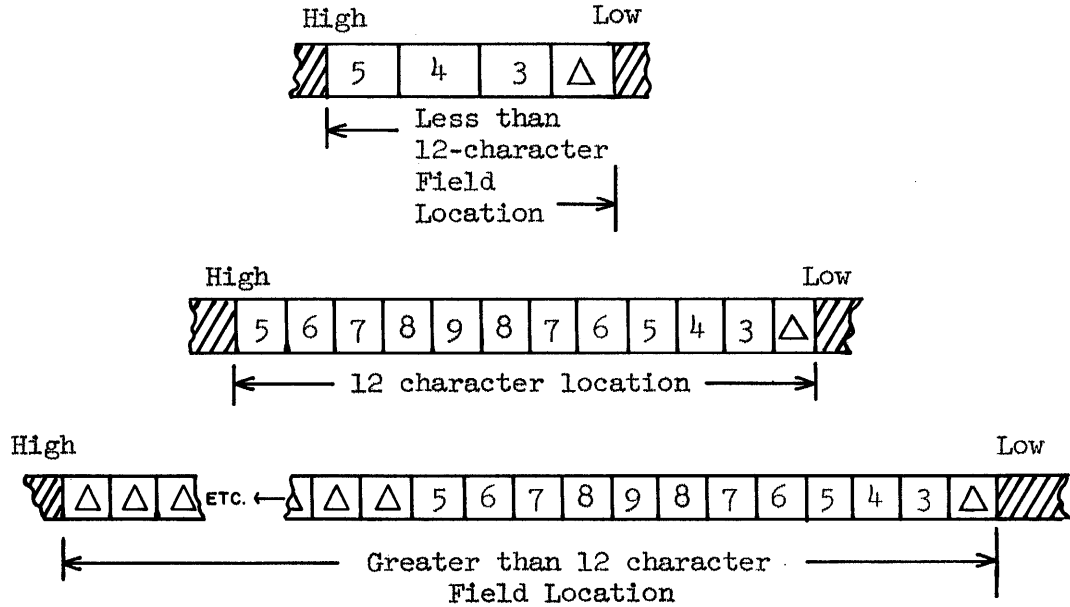 High Low
5 4 3 Δ
Less than
12-character
Field
Location
High Low
5 6 7 8 9 8 7 6 5 4 3 Δ
12 character location
High Low
Δ Δ Δ ETC. ← Δ Δ Δ 5 6 7 8 9 8 7 6 5 4 3 Δ
Greater than 12 character
Field Location